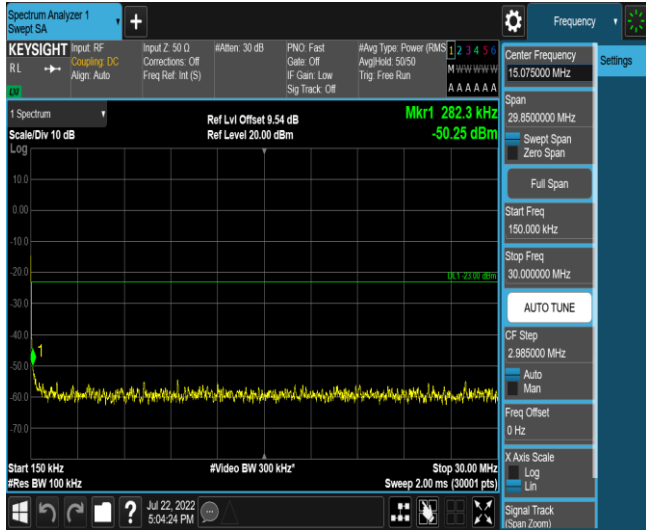 Spectrum Analyzer 1
Swept SA
+
Frequency
KEYSIGHT
RL
Input: RF
Coupling: DC
Align: Auto
Input Z: 50 Ω
Corrections: Off
Freq Ref: Int (S)
#Atten: 30 dB
PNO: Fast
Gate: Off
IF Gain: Low
Sig Track: Off
#Avg Type: Power (RMS
Avg|Hold: 50/50
Trig: Free Run
1 2 3 4 5 6
M W W W W W
A A A A A A
1 Spectrum
Scale/Div 10 dB
Log
Ref Lvl Offset 9.54 dB
Ref Level 20.00 dBm
Mkr1 282.3 kHz
-50.25 dBm
10.0
0.00
-10.0
-20.0
-30.0
-40.0
-50.0
-60.0
-70.0
DL1 -23.00 dBm
1
Start 150 kHz
#Res BW 100 kHz
#Video BW 300 kHz*
Stop 30.00 MHz
Sweep 2.00 ms (30001 pts)
?
Jul 22, 2022
5:04:24 PM
Center Frequency
15.075000 MHz
Settings
Span
29.8500000 MHz
Swept Span
Zero Span
Full Span
Start Freq
150.000 kHz
Stop Freq
30.000000 MHz
AUTO TUNE
CF Step
2.985000 MHz
Auto
Man
Freq Offset
0 Hz
X Axis Scale
Log
Lin
Signal Track
(Span Zoom)